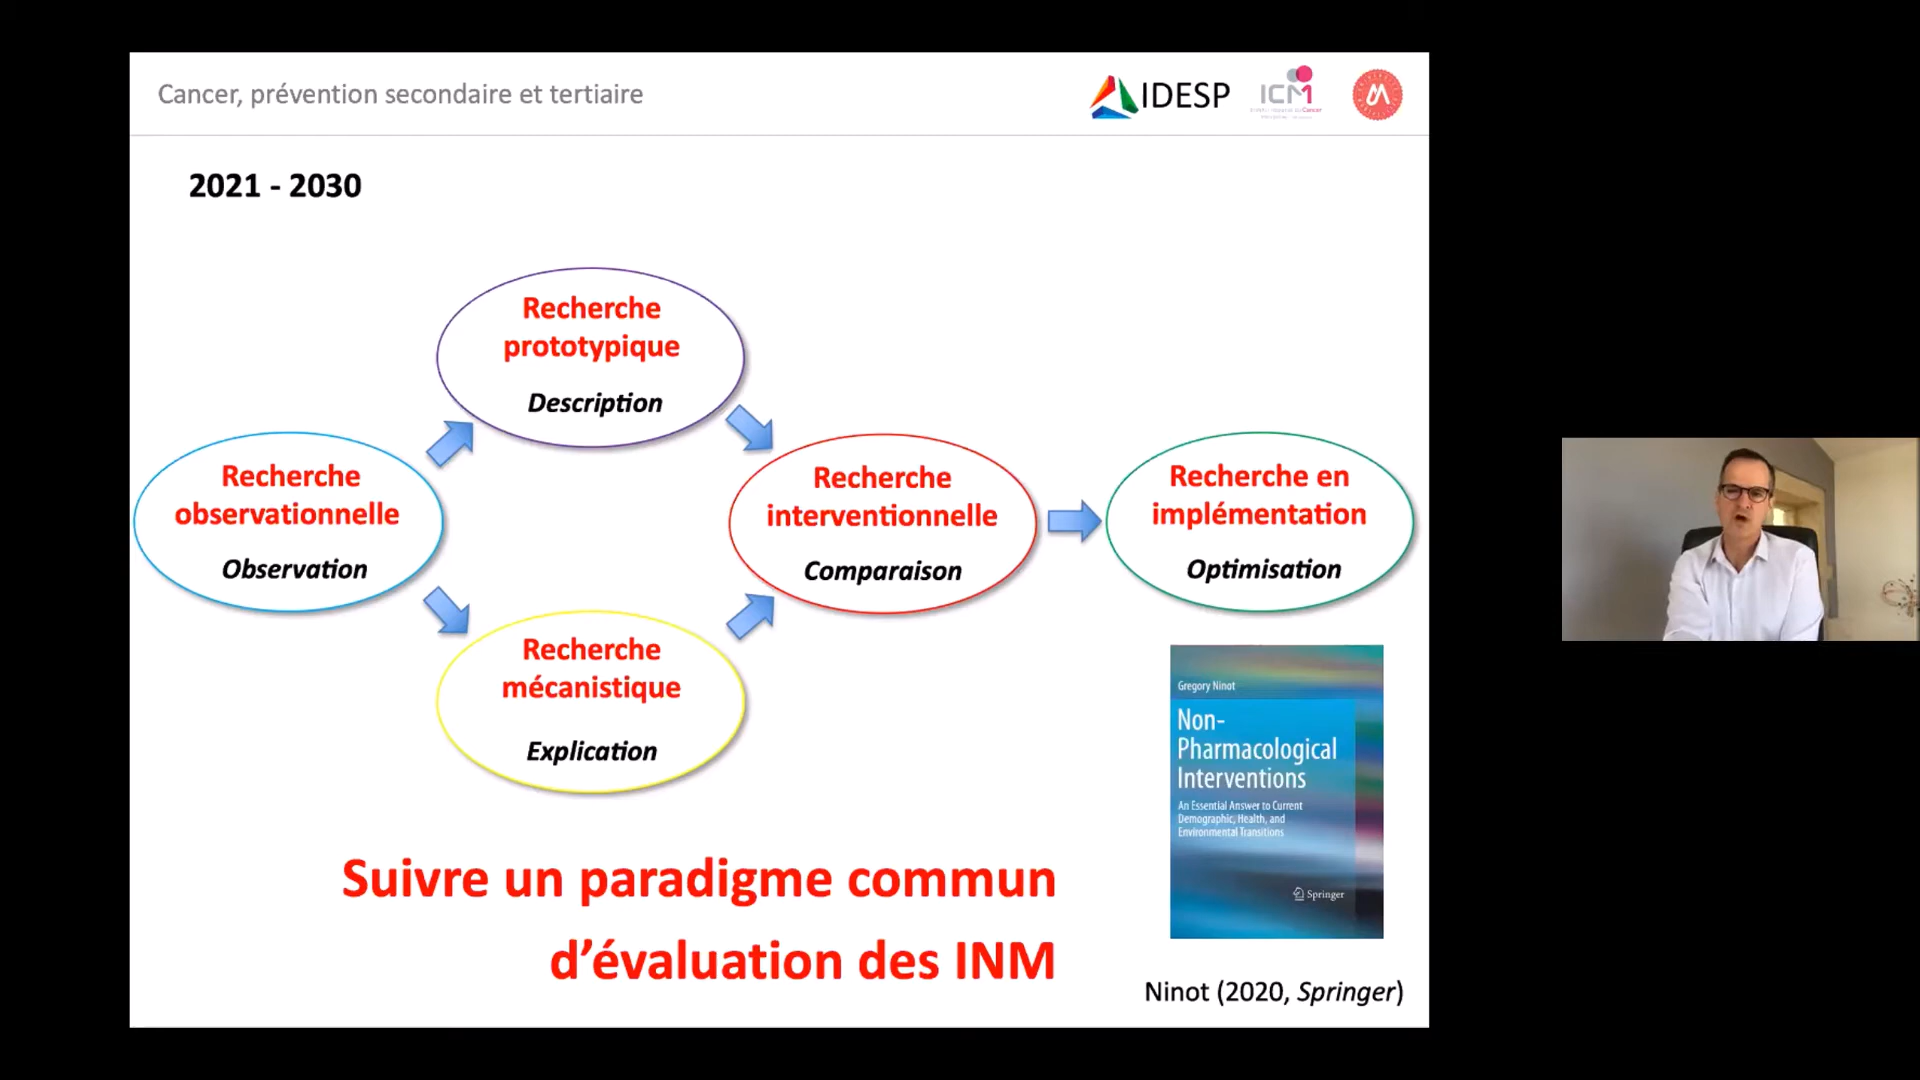 Cancer, prévention secondaire et tertiaire
IDESP
ICM
2021 - 2030
Recherche
prototypique
Description
Recherche
observationnelle
Observation
Recherche
interventionnelle
Comparaison
Recherche en
implémentation
Optimisation
Recherche
mécanistique
Explication
Gregory Ninot
Non-
Pharmacological
Interventions
An Essential Answer to Current
Demographic, Health, and
Environmental Transitions
Springer
Suivre un paradigme commun
d’évaluation des INM
Ninot (2020, Springer)